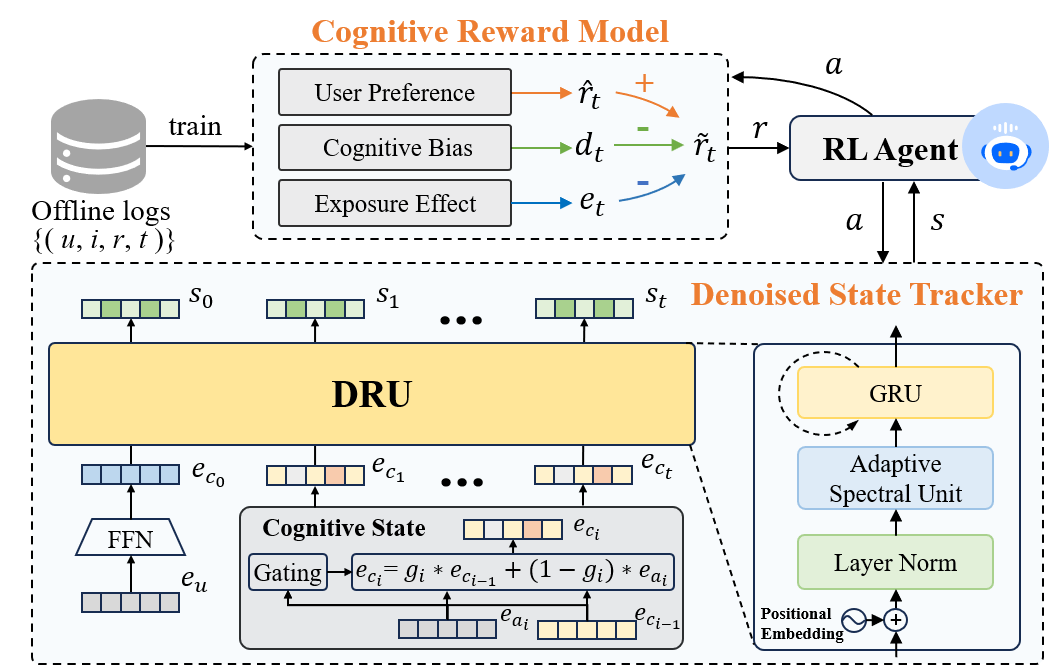 Cognitive Reward Model
User Preference
r̂_t
+
Cognitive Bias
d_t
-
r̃_t
Exposure Effect
e_t
-
train
Offline logs
{( u, i, r, t )}
a
r
RL Agent
a
s
Denoised State Tracker
s_0
s_1
...
s_t
DRU
e_{c_0}
e_{c_1}
...
e_{c_t}
FFN
e_u
Cognitive State
e_{c_i}
Gating
e_{c_i} = g_i * e_{c_{i-1}} + (1 − g_i) * e_{a_i}
e_{a_i}
e_{c_{i-1}}
GRU
Adaptive
Spectral Unit
Layer Norm
Positional
Embedding
+